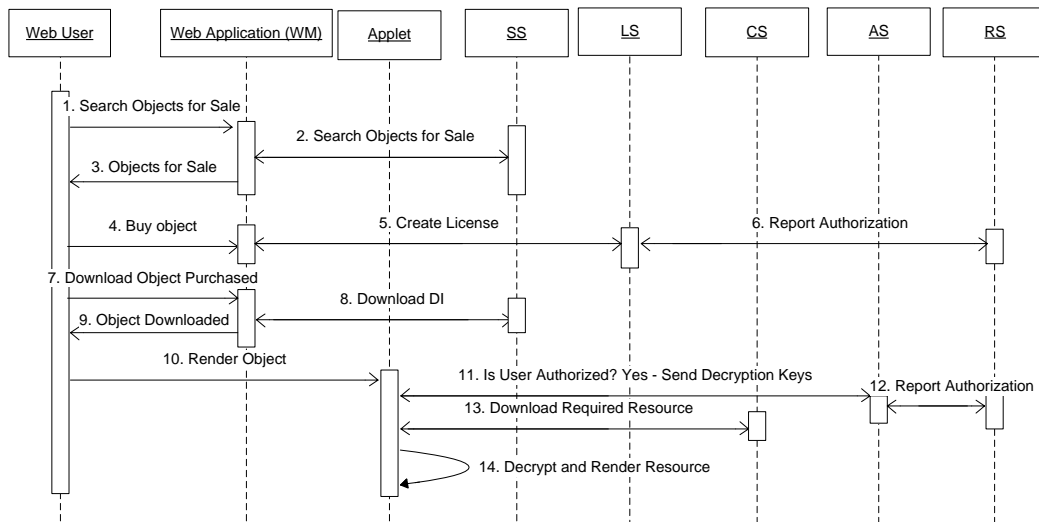 Web User
Web Application (WM)
Applet
SS
LS
CS
AS
RS
1. Search Objects for Sale
2. Search Objects for Sale
3. Objects for Sale
4. Buy object
5. Create License
6. Report Authorization
7. Download Object Purchased
8. Download DI
9. Object Downloaded
10. Render Object
11. Is User Authorized? Yes - Send Decryption Keys
12. Report Authorization
13. Download Required Resource
14. Decrypt and Render Resource